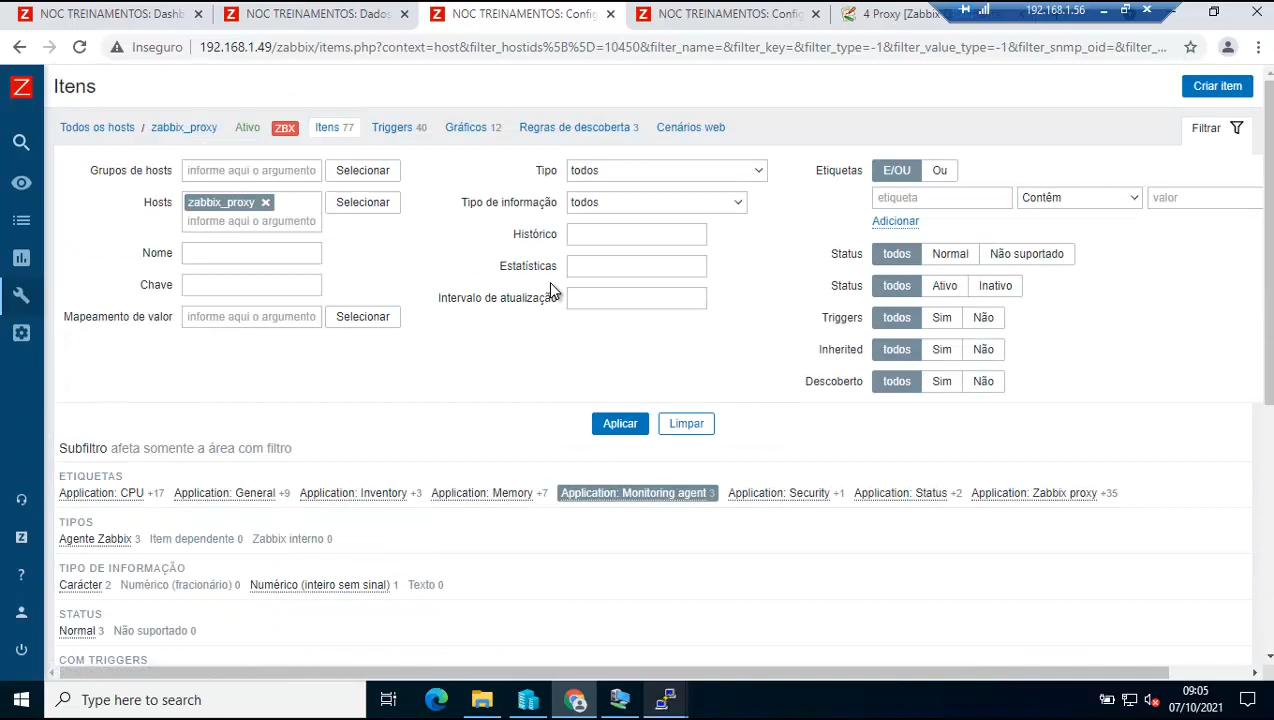 NOC TREINAMENTOS: Dashb
NOC TREINAMENTOS: Dados
NOC TREINAMENTOS: Config
NOC TREINAMENTOS: Config
4 Proxy [Zabbix
192.168.1.56
Inseguro
192.168.1.49/zabbix/items.php?context=host&filter_hostids%5B%5D=10450&filter_name=&filter_key=&filter_type=-1&filter_value_type=-1&filter_snmp_oid=&filter_...
Z
Itens
Criar item
Todos os hosts / zabbix_proxy Ativo ZBX Itens 77 Triggers 40 Gráficos 12 Regras de descoberta 3 Cenários web
Filtrar
Grupos de hosts informe aqui o argumento Selecionar Tipo todos Etiquetas E/OU Ou
Hosts zabbix_proxy Selecionar Tipo de informação todos etiqueta Contêm valor
informe aqui o argumento
Adicionar
Histórico
Nome
Status todos Normal Não suportado
Estatísticas
Chave
Status todos Ativo Inativo
Intervalo de atualização
Mapeamento de valor informe aqui o argumento Selecionar Triggers todos Sim Não
Inherited todos Sim Não
Descoberto todos Sim Não
Aplicar Limpar
Subfiltro afeta somente a área com filtro
ETIQUETAS
Application: CPU +17 Application: General +9 Application: Inventory +3 Application: Memory +7 Application: Monitoring agent 3 Application: Security +1 Application: Status +2 Application: Zabbix proxy +35
TIPOS
Agente Zabbix 3 Item dependente 0 Zabbix interno 0
TIPO DE INFORMAÇÃO
Carácter 2 Numérico (fracionário) 0 Numérico (inteiro sem sinal) 1 Texto 0
STATUS
Normal 3 Não suportado 0
COM TRIGGERS
Type here to search
09:05
07/10/2021